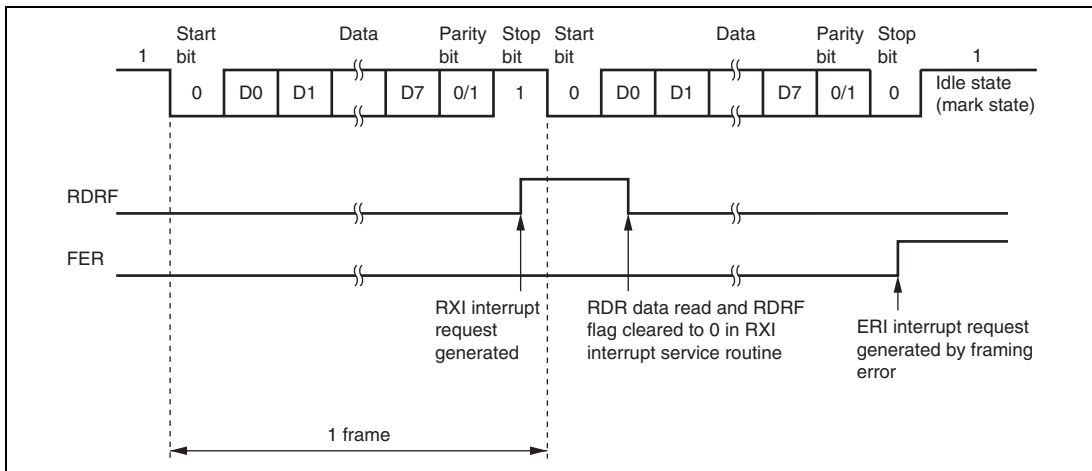 Start bit Data Parity bit Stop bit Start bit Data Parity bit Stop bit
1 1
0 D0 D1 D7 0/1 1 0 D0 D1 D7 0/1 0 Idle state (mark state)
RDRF
FER
RXI interrupt
request
generated
RDR data read and RDRF
flag cleared to 0 in RXI
interrupt service routine
ERI interrupt request
generated by framing
error
1 frame